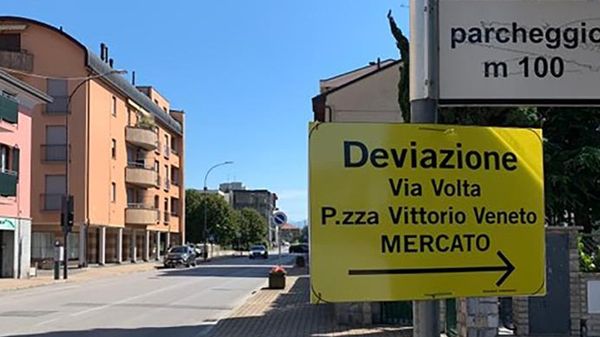 parcheggio
m 100
Deviazione
Via Volta
P.zza Vittorio Veneto
MERCATO